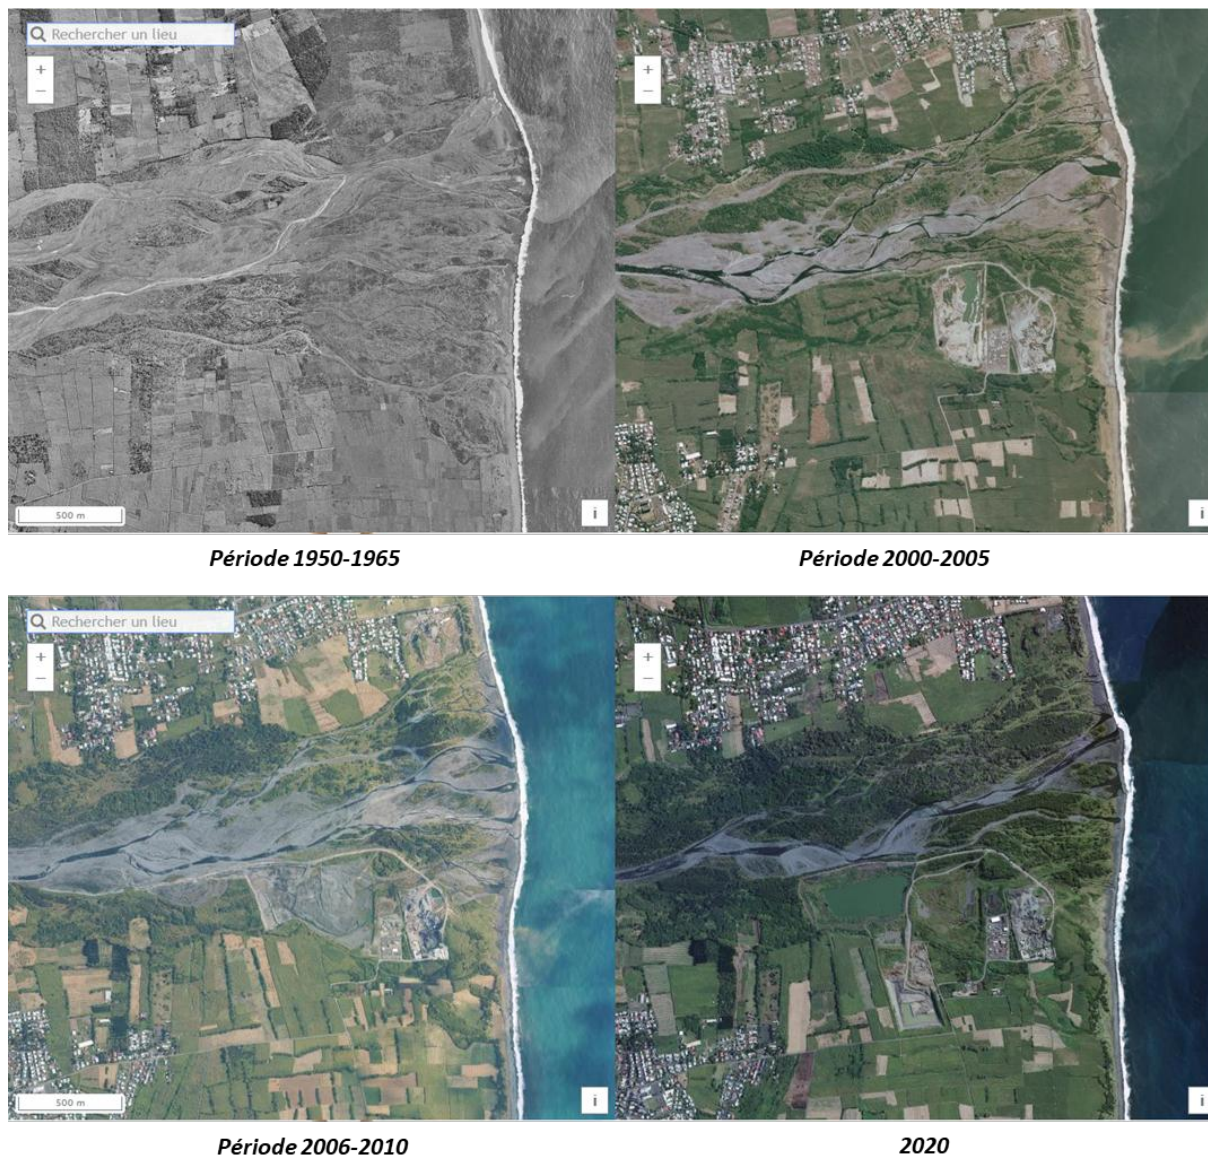 Rechercher un lieu
+
−
+
−
500 m
i
i
Période 1950-1965
Période 2000-2005
Rechercher un lieu
+
−
+
−
500 m
i
i
Période 2006-2010
2020